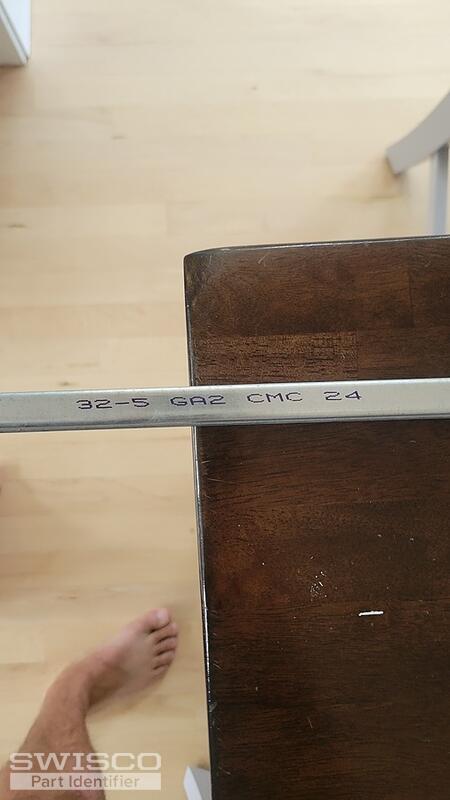 32-5 GA2 CMC 24
SWISCO
Part Identifier